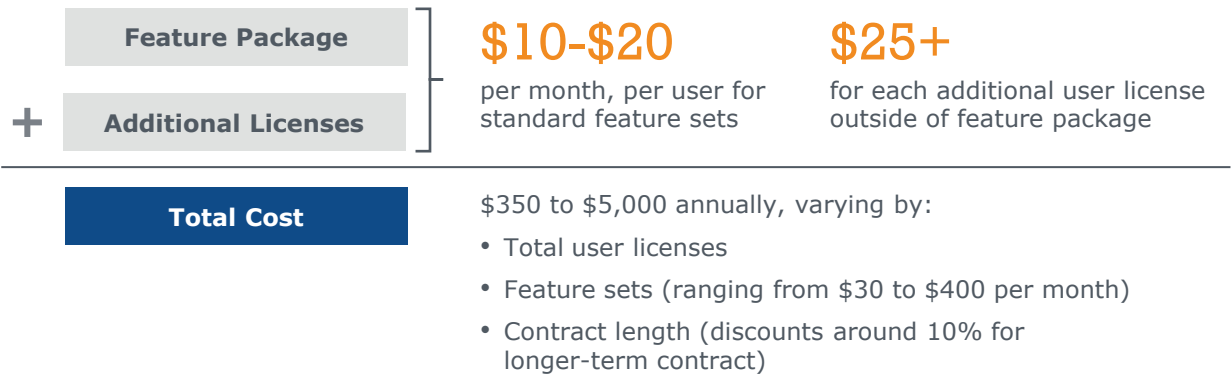 Feature Package
+
Additional Licenses
$10-$20
per month, per user for
standard feature sets
$25+
for each additional user license
outside of feature package
Total Cost
$350 to $5,000 annually, varying by:
• Total user licenses
• Feature sets (ranging from $30 to $400 per month)
• Contract length (discounts around 10% for
longer-term contract)